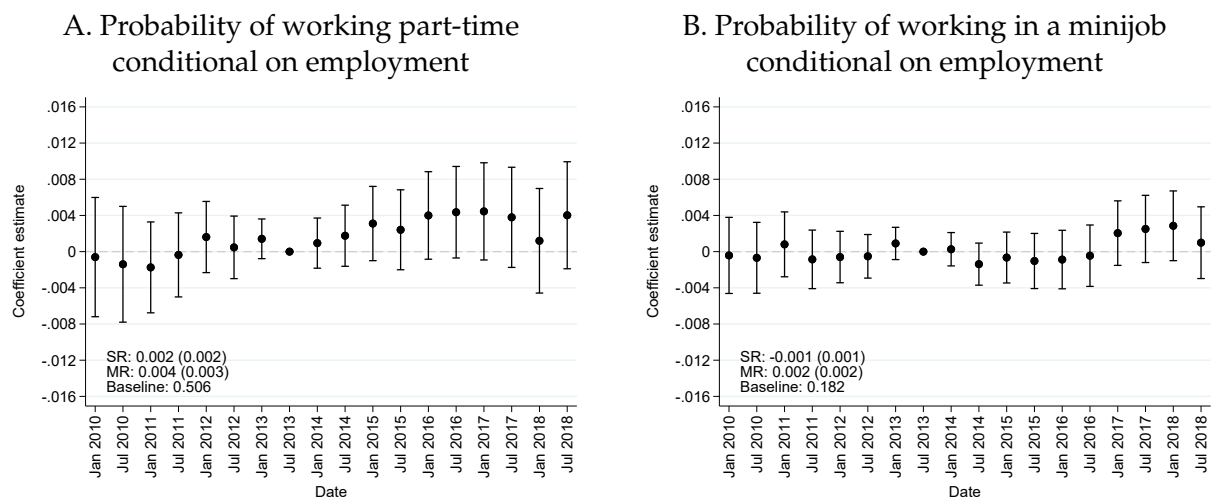 A. Probability of working part-time
conditional on employment
.016
.012
.008
.004
0
-.004
-.008
-.012
-.016
Coefficient estimate
SR: 0.002 (0.002)
MR: 0.004 (0.003)
Baseline: 0.506
Jan 2010
Jul 2010
Jan 2011
Jul 2011
Jan 2012
Jul 2012
Jan 2013
Jul 2013
Jan 2014
Jul 2014
Jan 2015
Jul 2015
Jan 2016
Jul 2016
Jan 2017
Jul 2017
Jan 2018
Jul 2018
Date
B. Probability of working in a minijob
conditional on employment
.016
.012
.008
.004
0
-.004
-.008
-.012
-.016
Coefficient estimate
SR: -0.001 (0.001)
MR: 0.002 (0.002)
Baseline: 0.182
Jan 2010
Jul 2010
Jan 2011
Jul 2011
Jan 2012
Jul 2012
Jan 2013
Jul 2013
Jan 2014
Jul 2014
Jan 2015
Jul 2015
Jan 2016
Jul 2016
Jan 2017
Jul 2017
Jan 2018
Jul 2018
Date